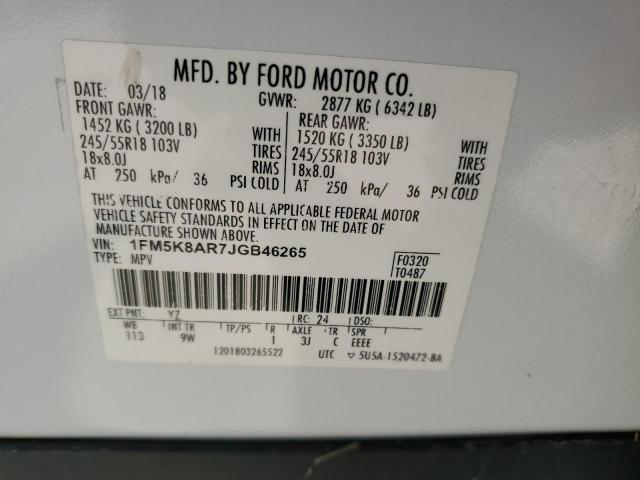 MFD. BY FORD MOTOR CO.
DATE: 03/18 GVWR: 2877 KG ( 6342 LB)
FRONT GAWR: REAR GAWR:
1452 KG ( 3200 LB) WITH 1520 KG ( 3350 LB) WITH
245/55R18 103V TIRES 245/55R18 103V TIRES
18x8.0J RIMS 18x8.0J RIMS
AT 250 kPa/ 36 PSI COLD AT 250 kPa/ 36 PSI COLD
THIS VEHICLE CONFORMS TO ALL APPLICABLE FEDERAL MOTOR
VEHICLE SAFETY STANDARDS IN EFFECT ON THE DATE OF
MANUFACTURE SHOWN ABOVE.
VIN: 1FM5K8AR7JGB46265 F0320
TYPE: MPV T0487
EXT PNT: YZ RC: 24 DSO:
WB INT TR TP/PS R AXLE TR SPR
113 9W 1 3J C EEEE
1201803265522 UTC ▽ 5U5A-1520472-8A